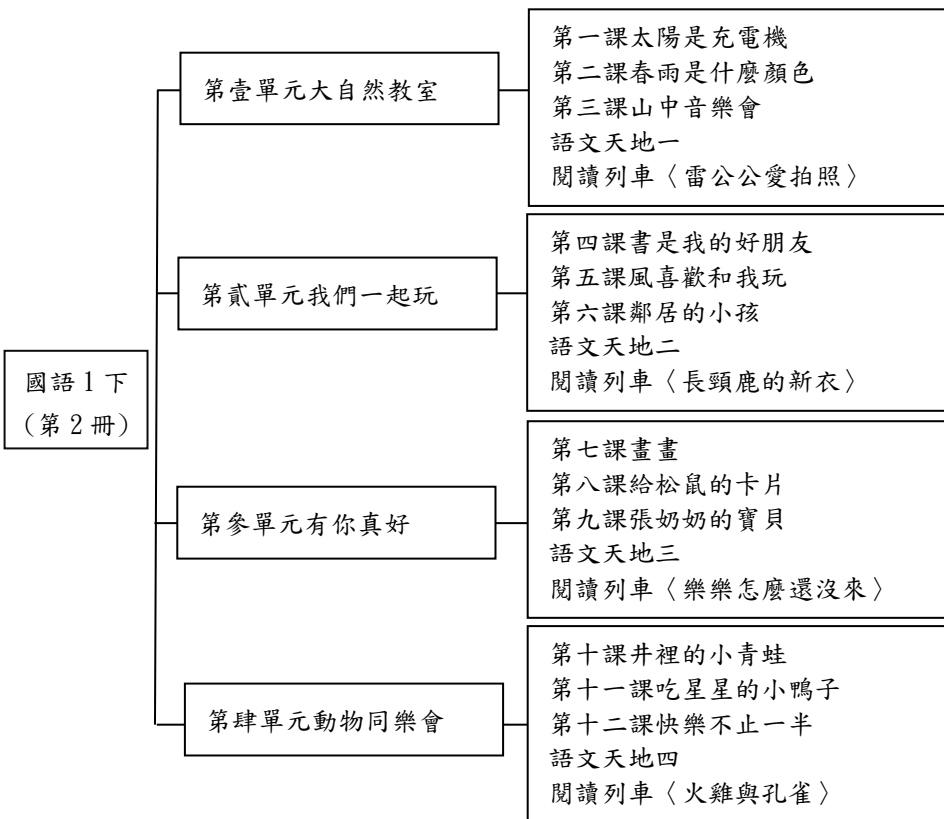 國語1下
（第2冊）
第壹單元大自然教室
第一課太陽是充電機
第二課春雨是什麼顏色
第三課山中音樂會
語文天地一
閱讀列車〈雷公公愛拍照〉
第貳單元我們一起玩
第四課書是我的好朋友
第五課風喜歡和我玩
第六課鄰居的小孩
語文天地二
閱讀列車〈長頸鹿的新衣〉
第參單元有你真好
第七課畫畫
第八課給松鼠的卡片
第九課張奶奶的寶貝
語文天地三
閱讀列車〈樂樂怎麼還沒來〉
第肆單元動物同樂會
第十課井裡的小青蛙
第十一課吃星星的小鴨子
第十二課快樂不止一半
語文天地四
閱讀列車〈火雞與孔雀〉